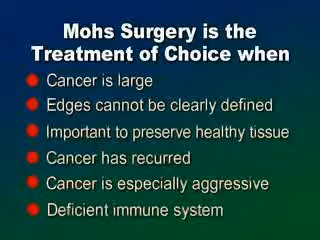 Mohs Surgery is the
Treatment of Choice when
Cancer is large
Edges cannot be clearly defined
Important to preserve healthy tissue
Cancer has recurred
Cancer is especially aggressive
Deficient immune system